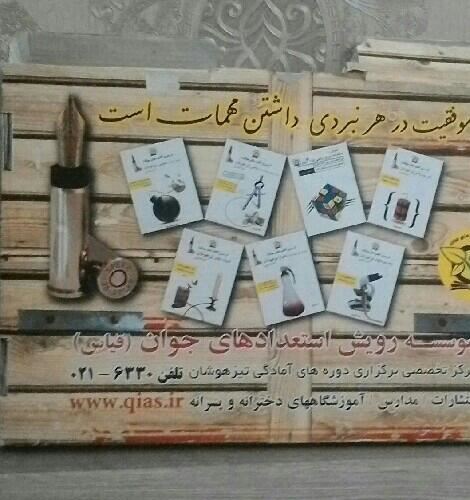 موفقیت در هر نبردی داشتن مهمات است
موسسه رویش استعدادهای جوان (قیاس)
مرکز تخصصی برگزاری دوره های آمادگی تیزهوشان تلفن ۶۳۳۰ - ۰۲۱
انتشارات / مدارس / آموزشگاههای دخترانه و پسرانه www.qias.ir